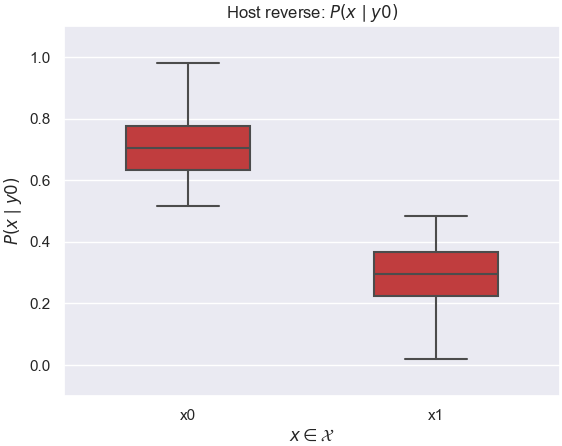 Host reverse: P(x | y0)
P(x | y0)
1.0
0.8
0.6
0.4
0.2
0.0
x0 x1
x ∈ 𝒳